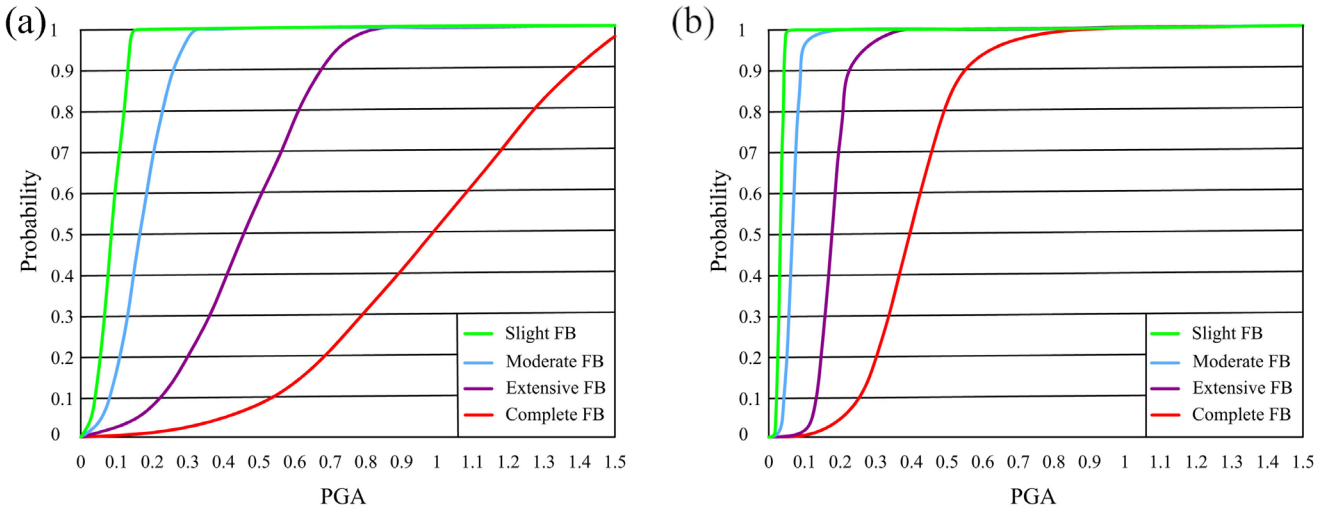 (a)
Probability
1
0.9
0.8
07
0.6
0.5
0.4
0.3
0.2
0.1
0
0 0.1 0.2 0.3 0.4 0.5 0.6 0.7 0.8 0.9 1 1.1 1.2 1.3 1.4 1.5
PGA
Slight FB
Moderate FB
Extensive FB
Complete FB
(b)
Probability
1
0.9
0.8
07
0.6
0.5
0.4
0.3
0.2
0.1
0
0 0.1 0.2 0.3 0.4 0.5 0.6 0.7 0.8 0.9 1 1.1 1.2 1.3 1.4 1.5
PGA
Slight FB
Moderate FB
Extensive FB
Complete FB